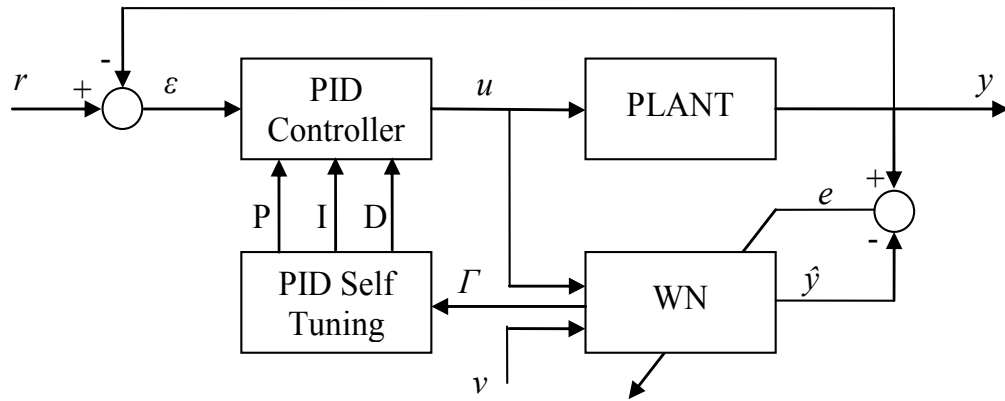 -
r
+
ε
PID
Controller
u
PLANT
y
P
I
D
+
e
-
PID Self
Tuning
Γ
WN
ŷ
v